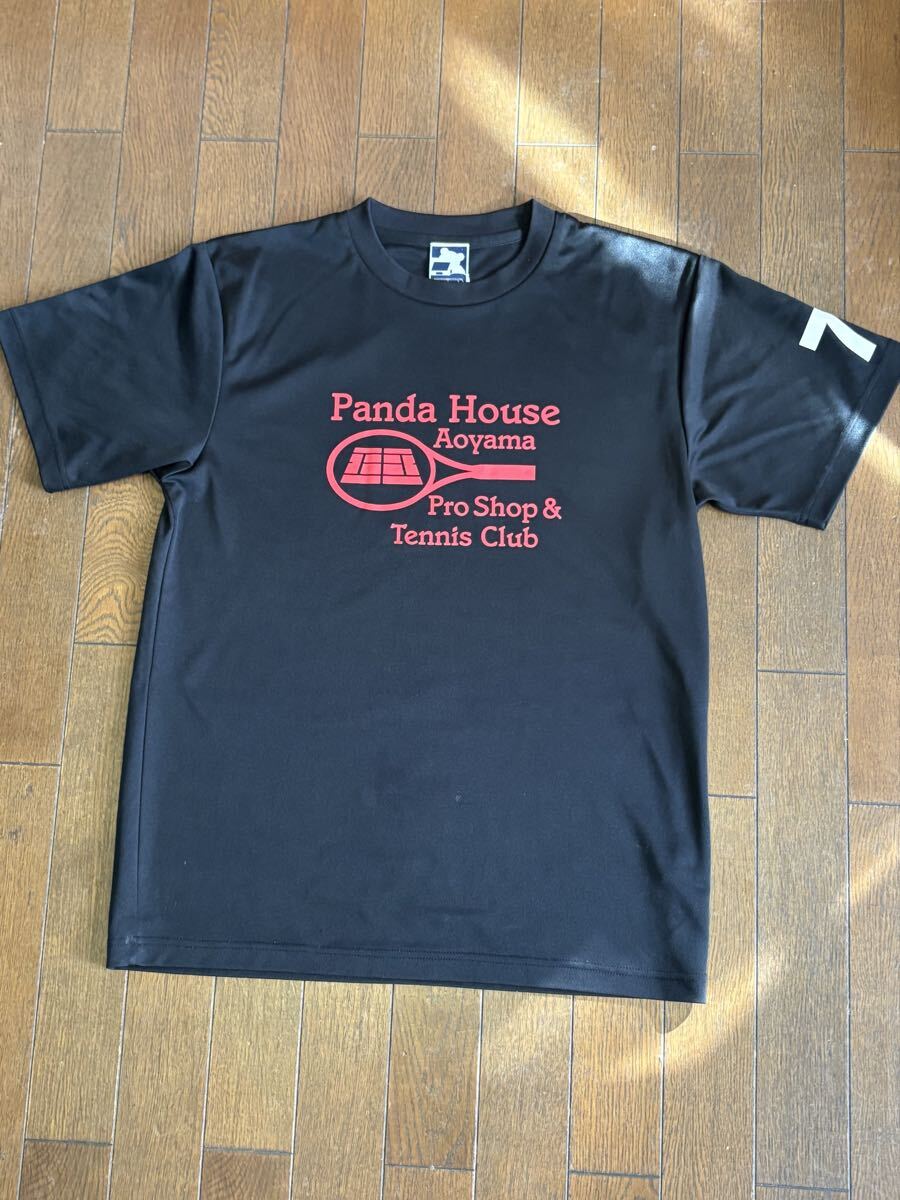 Panda House
Aoyama
Pro Shop &
Tennis Club
7